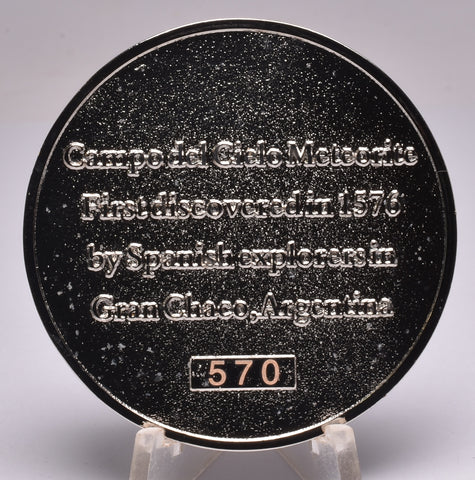 Campo del Cielo Meteorite
First discovered in 1576
by Spanish explorers in
Gran Chaco, Argentina
570